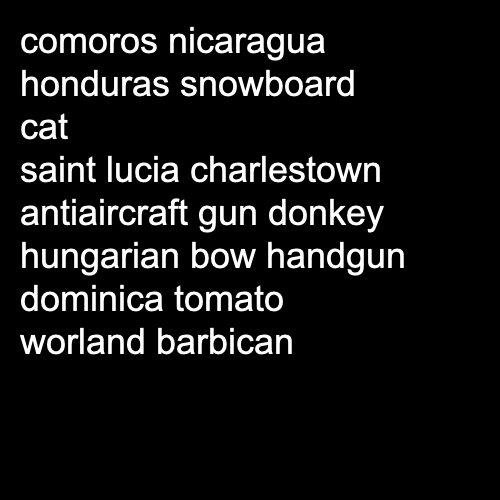 comoros nicaragua
honduras snowboard
cat
saint lucia charlestown
antiaircraft gun donkey
hungarian bow handgun
dominica tomato
worland barbican